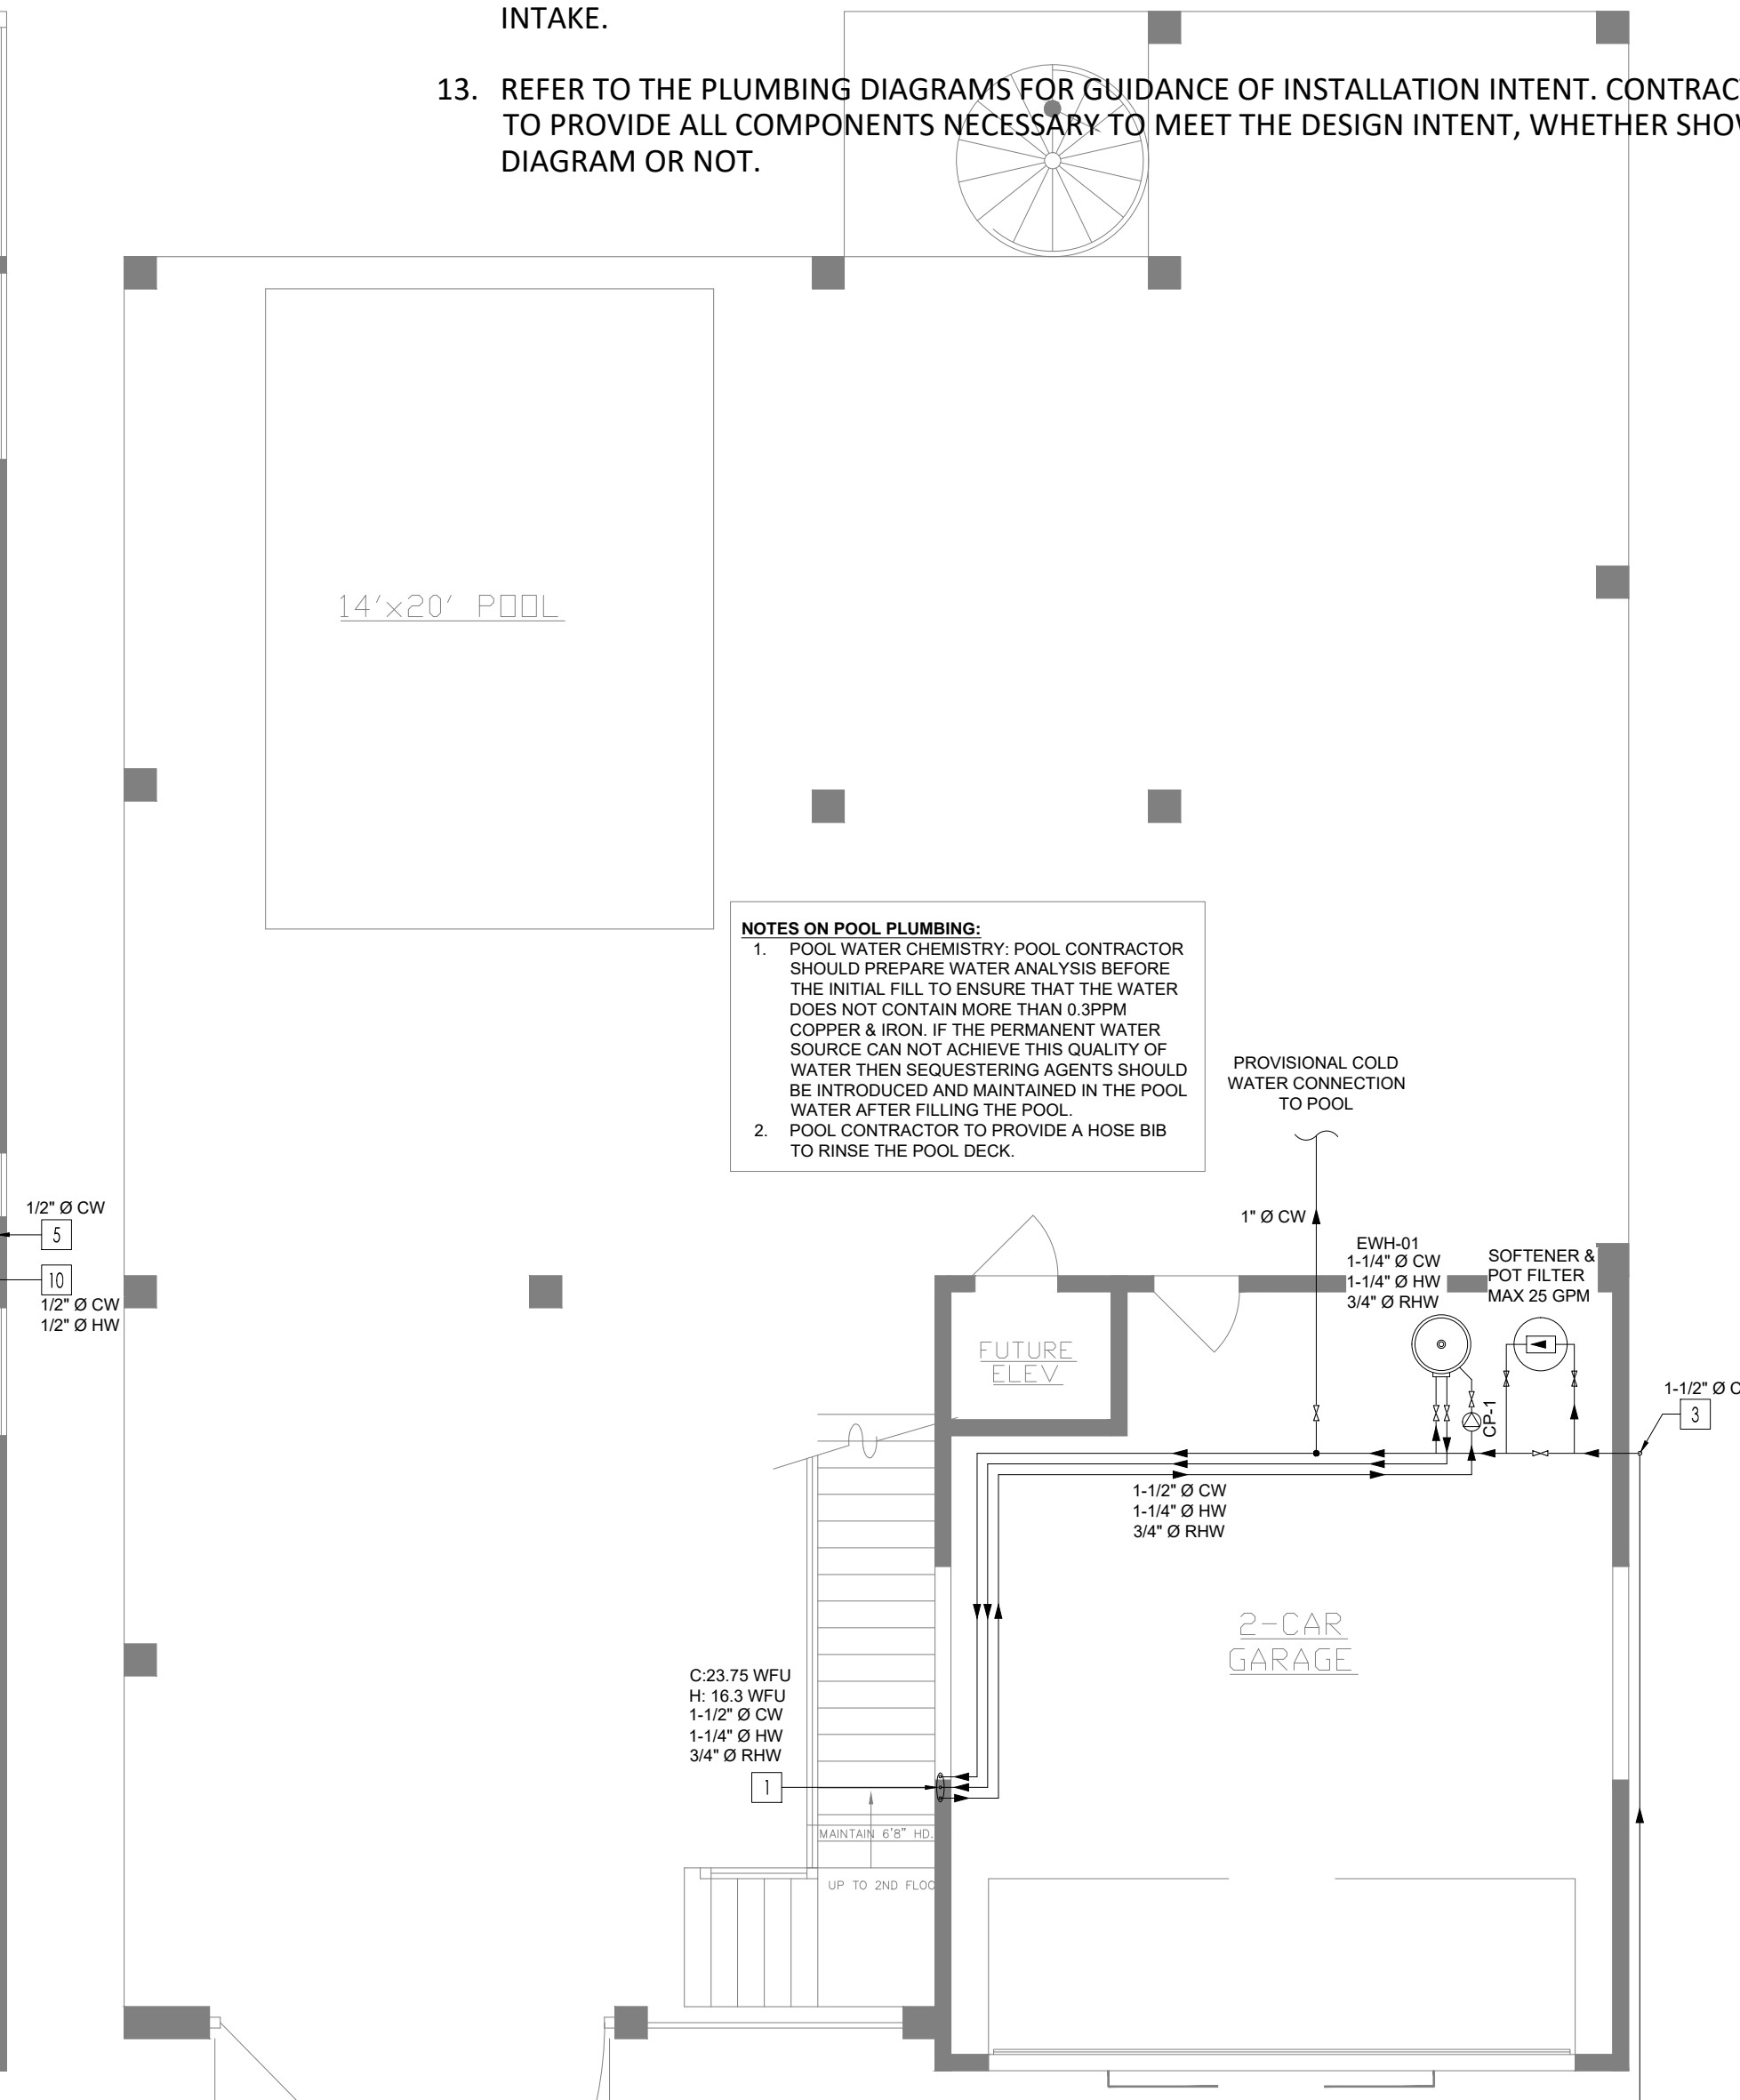 INTAKE.
13. REFER TO THE PLUMBING DIAGRAMS FOR GUIDANCE OF INSTALLATION INTENT. CONTRAC
TO PROVIDE ALL COMPONENTS NECESSARY TO MEET THE DESIGN INTENT, WHETHER SHOW
DIAGRAM OR NOT.
14'x20' POOL
NOTES ON POOL PLUMBING:
1. POOL WATER CHEMISTRY: POOL CONTRACTOR
SHOULD PREPARE WATER ANALYSIS BEFORE
THE INITIAL FILL TO ENSURE THAT THE WATER
DOES NOT CONTAIN MORE THAN 0.3PPM
COPPER & IRON. IF THE PERMANENT WATER
SOURCE CAN NOT ACHIEVE THIS QUALITY OF
WATER THEN SEQUESTERING AGENTS SHOULD
BE INTRODUCED AND MAINTAINED IN THE POOL
WATER AFTER FILLING THE POOL.
2. POOL CONTRACTOR TO PROVIDE A HOSE BIB
TO RINSE THE POOL DECK.
PROVISIONAL COLD
WATER CONNECTION
TO POOL
1/2" Ø CW
5
10
1/2" Ø CW
1/2" Ø HW
1" Ø CW
EWH-01
1-1/4" Ø CW
1-1/4" Ø HW
3/4" Ø RHW
SOFTENER &
POT FILTER
MAX 25 GPM
FUTURE
ELEV
CP-1
1-1/2" Ø C
3
1-1/2" Ø CW
1-1/4" Ø HW
3/4" Ø RHW
2-CAR
GARAGE
C:23.75 WFU
H: 16.3 WFU
1-1/2" Ø CW
1-1/4" Ø HW
3/4" Ø RHW
1
MAINTAIN 6'8" HD.
UP TO 2ND FLOO